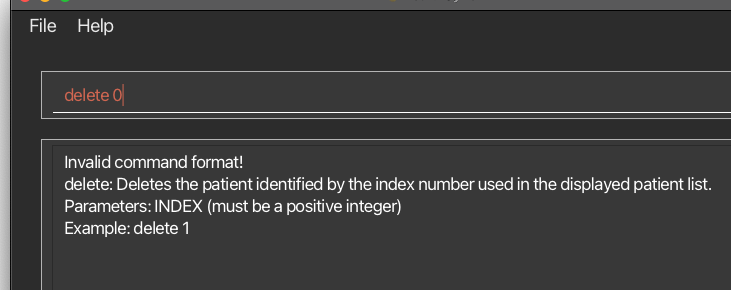 File Help
delete 0
Invalid command format!
delete: Deletes the patient identified by the index number used in the displayed patient list.
Parameters: INDEX (must be a positive integer)
Example: delete 1